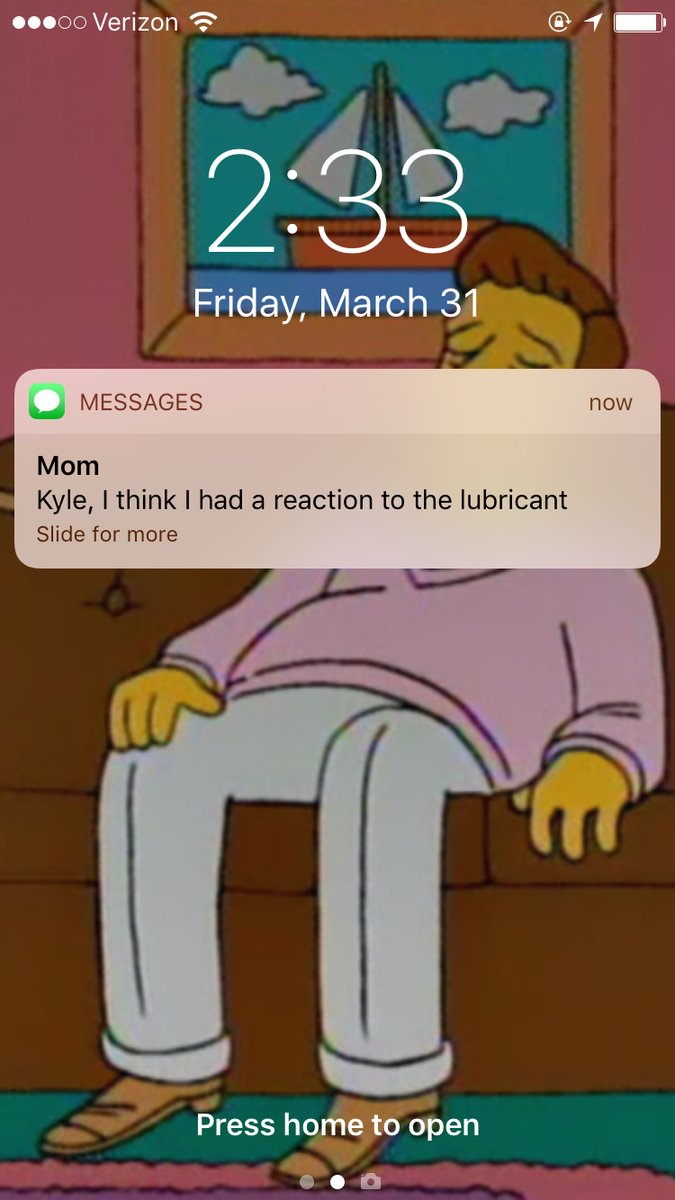 Verizon
2:33
Friday, March 31
MESSAGES now
Mom
Kyle, I think I had a reaction to the lubricant
Slide for more
Press home to open